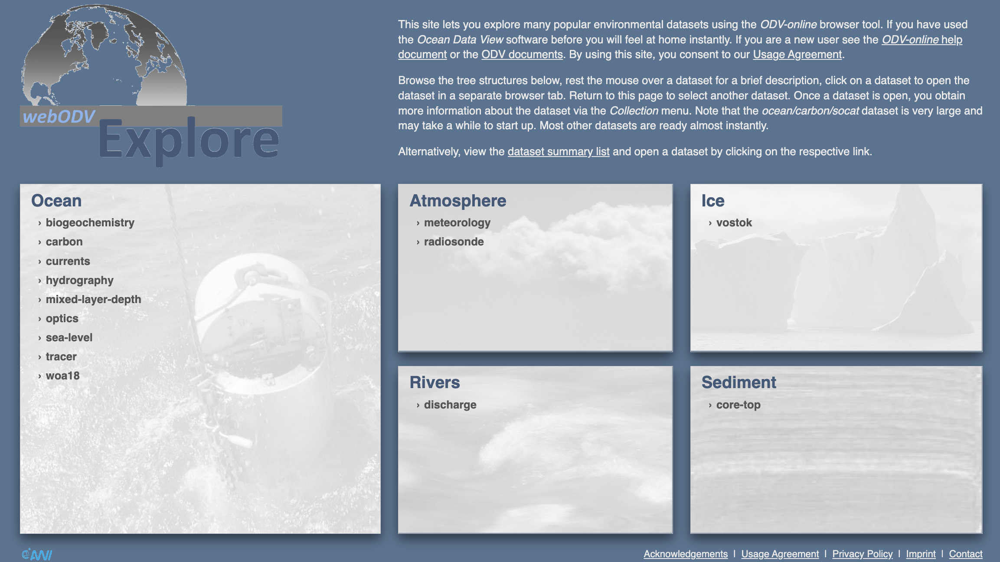 webODV
Explore
This site lets you explore many popular environmental datasets using the ODV-online browser tool. If you have used
the Ocean Data View software before you will feel at home instantly. If you are a new user see the ODV-online help
document or the ODV documents. By using this site, you consent to our Usage Agreement.
Browse the tree structures below, rest the mouse over a dataset for a brief description, click on a dataset to open the
dataset in a separate browser tab. Return to this page to select another dataset. Once a dataset is open, you obtain
more information about the dataset via the Collection menu. Note that the ocean/carbon/socat dataset is very large and
may take a while to start up. Most other datasets are ready almost instantly.
Alternatively, view the dataset summary list and open a dataset by clicking on the respective link.
Ocean
› biogeochemistry
› carbon
› currents
› hydrography
› mixed-layer-depth
› optics
› sea-level
› tracer
› woa18
Atmosphere
› meteorology
› radiosonde
Ice
› vostok
Rivers
› discharge
Sediment
› core-top
@AWI
Acknowledgements | Usage Agreement | Privacy Policy | Imprint | Contact